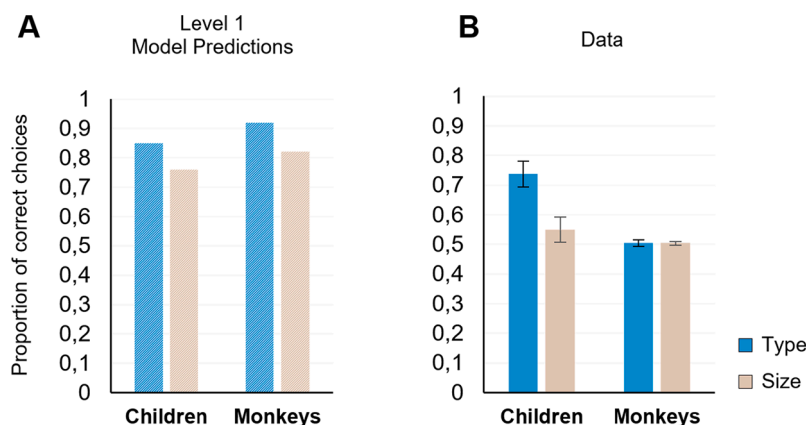 A
Level 1
Model Predictions
Proportion of correct choices
1
0,9
0,8
0,7
0,6
0,5
0,4
0,3
0,2
0,1
0
Children
Monkeys
B
Data
1
0,9
0,8
0,7
0,6
0,5
0,4
0,3
0,2
0,1
0
Children
Monkeys
Type
Size